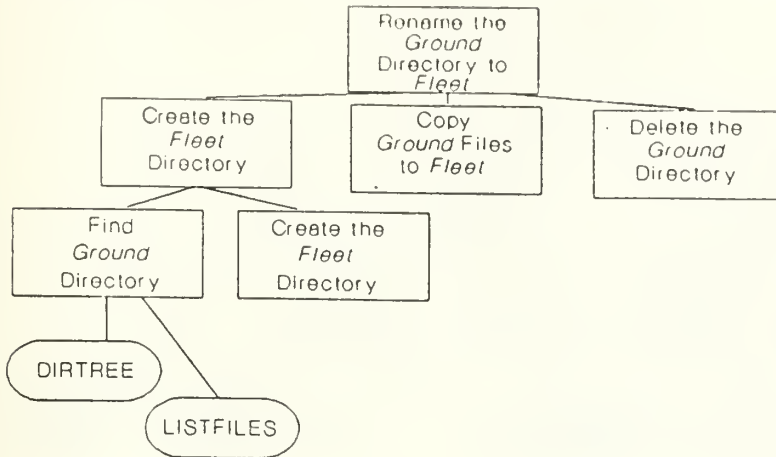 Rename the
Ground
Directory to
Fleet
Create the
Fleet
Directory
Copy
Ground Files
to Fleet
Delete the
Ground
Directory
Find
Ground
Directory
Create the
Fleet
Directory
DIRTREE
LISTFILES